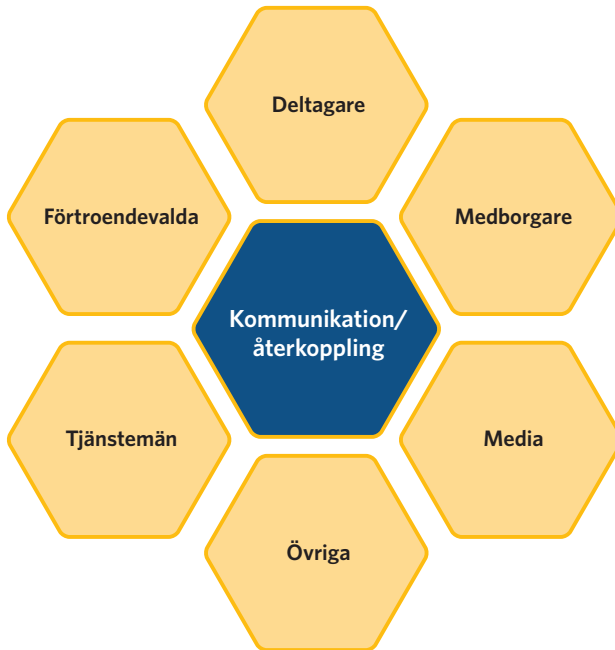 Deltagare
Förtroendevalda
Medborgare
Kommunikation/
återkoppling
Tjänstemän
Media
Övriga